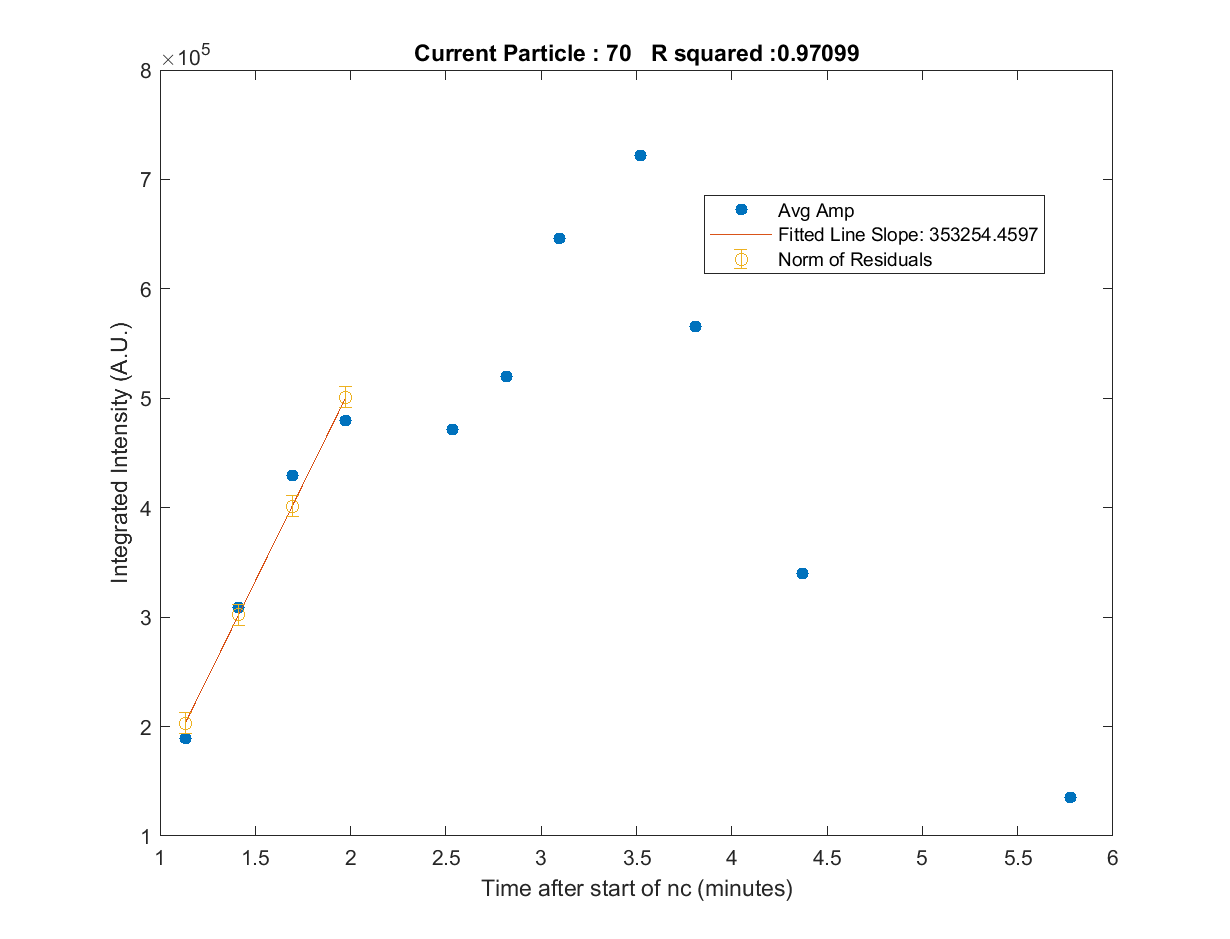 Current Particle : 70   R squared :0.97099
×10^5
8
7
6
5
4
3
2
1
Integrated Intensity (A.U.)
Avg Amp
Fitted Line Slope: 353254.4597
Norm of Residuals
1 1.5 2 2.5 3 3.5 4 4.5 5 5.5 6
Time after start of nc (minutes)